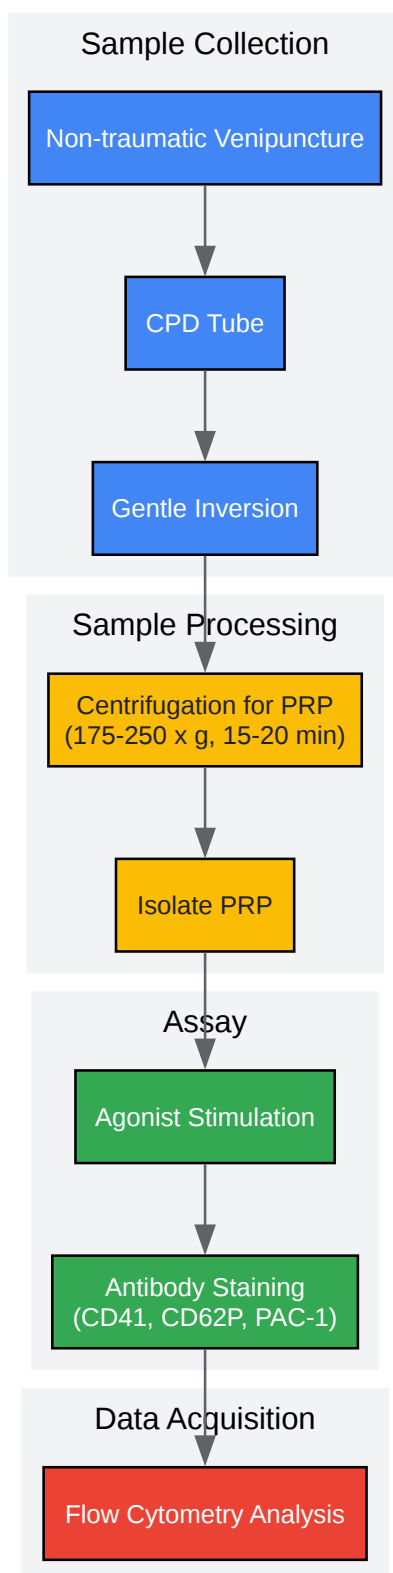 Sample Collection
Non-traumatic Venipuncture
CPD Tube
Gentle Inversion
Sample Processing
Centrifugation for PRP
(175-250 x g, 15-20 min)
Isolate PRP
Assay
Agonist Stimulation
Antibody Staining
(CD41, CD62P, PAC-1)
Data Acquisition
Flow Cytometry Analysis